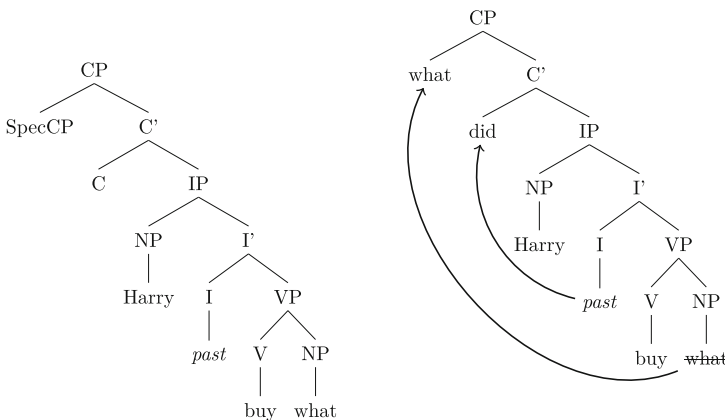 CP
SpecCP C'
C IP
NP I'
Harry I VP
past V NP
buy what
CP
what C'
did IP
NP I'
Harry I VP
past V NP
buy what